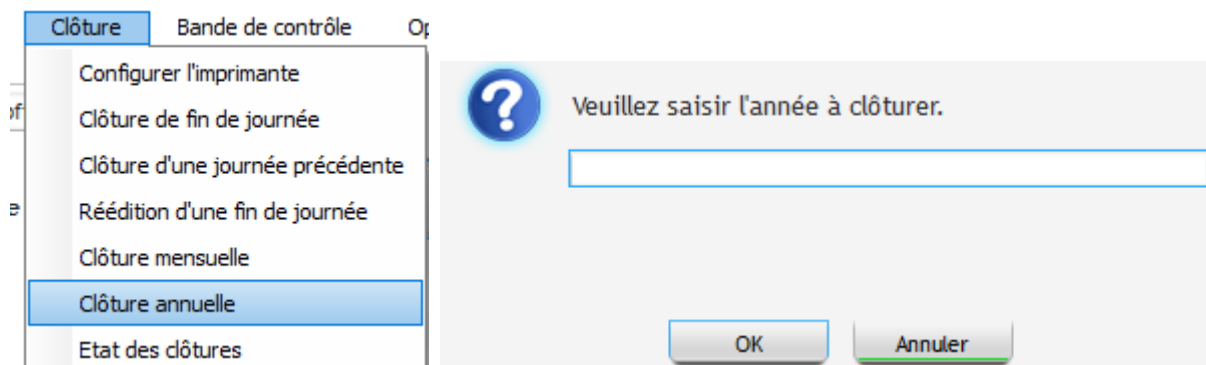 Clôture Bande de contrôle
Configurer l'imprimante
Clôture de fin de journée
Clôture d'une journée précédente
Réédition d'une fin de journée
Clôture mensuelle
Clôture annuelle
Etat des clôtures
Veuillez saisir l'année à clôturer.
OK Annuler